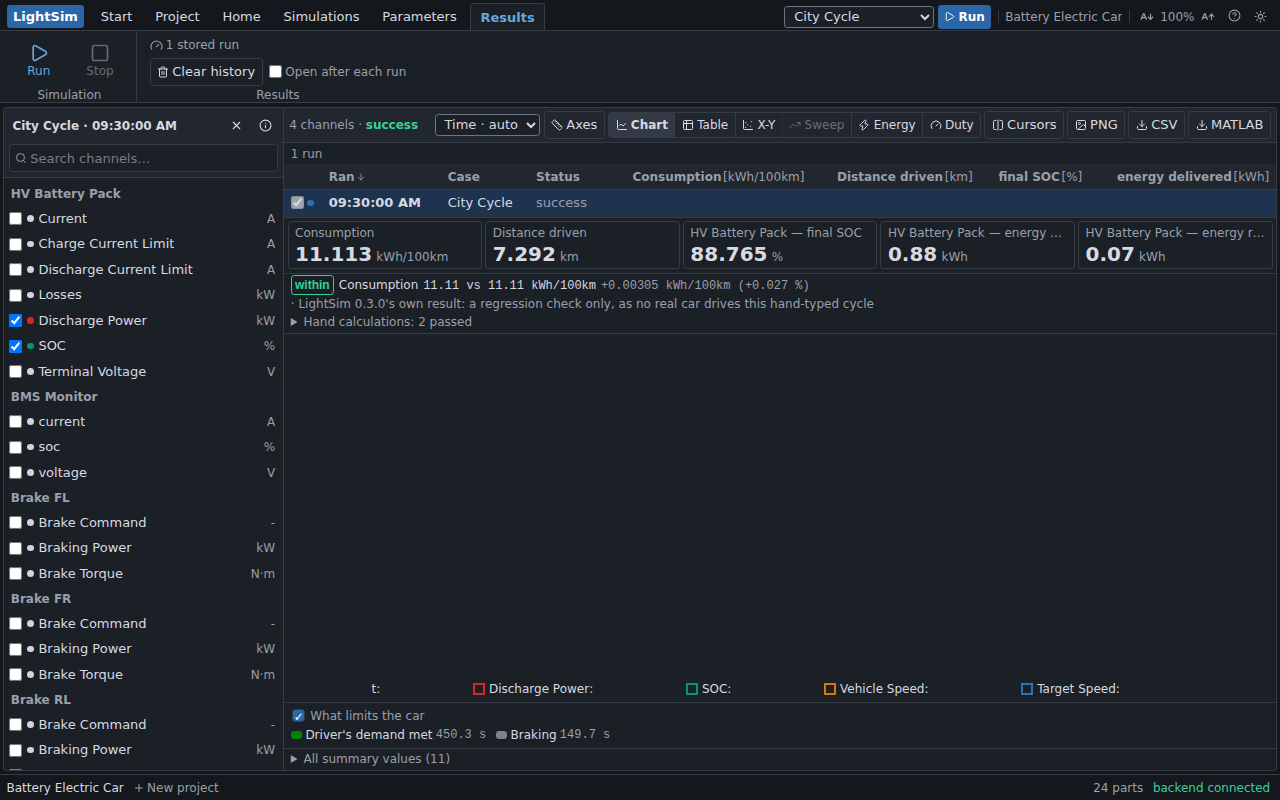 LightSim Start Project Home Simulations Parameters Results City Cycle Run Battery Electric Car A 100% A
1 stored run
Run Stop Clear history Open after each run
Simulation Results
City Cycle · 09:30:00 AM
4 channels · success Time · auto Axes Chart Table X-Y Sweep Energy Duty Cursors PNG CSV MATLAB
Search channels…
1 run
Ran Case Status Consumption [kWh/100km] Distance driven [km] final SOC [%] energy delivered [kWh]
09:30:00 AM City Cycle success
Consumption Distance driven HV Battery Pack — final SOC HV Battery Pack — energy … HV Battery Pack — energy r…
11.113 kWh/100km 7.292 km 88.765 % 0.88 kWh 0.07 kWh
within Consumption 11.11 vs 11.11 kWh/100km +0.00305 kWh/100km (+0.027 %)
· LightSim 0.3.0's own result: a regression check only, as no real car drives this hand-typed cycle
Hand calculations: 2 passed
HV Battery Pack
Current A
Charge Current Limit A
Discharge Current Limit A
Losses kW
Discharge Power kW
SOC %
Terminal Voltage V
BMS Monitor
current A
soc %
voltage V
Brake FL
Brake Command -
Braking Power kW
Brake Torque N·m
Brake FR
Brake Command -
Braking Power kW
Brake Torque N·m
Brake RL
Brake Command -
Braking Power kW
t: Discharge Power: SOC: Vehicle Speed: Target Speed:
What limits the car
Driver's demand met 450.3 s Braking 149.7 s
All summary values (11)
Battery Electric Car New project 24 parts backend connected